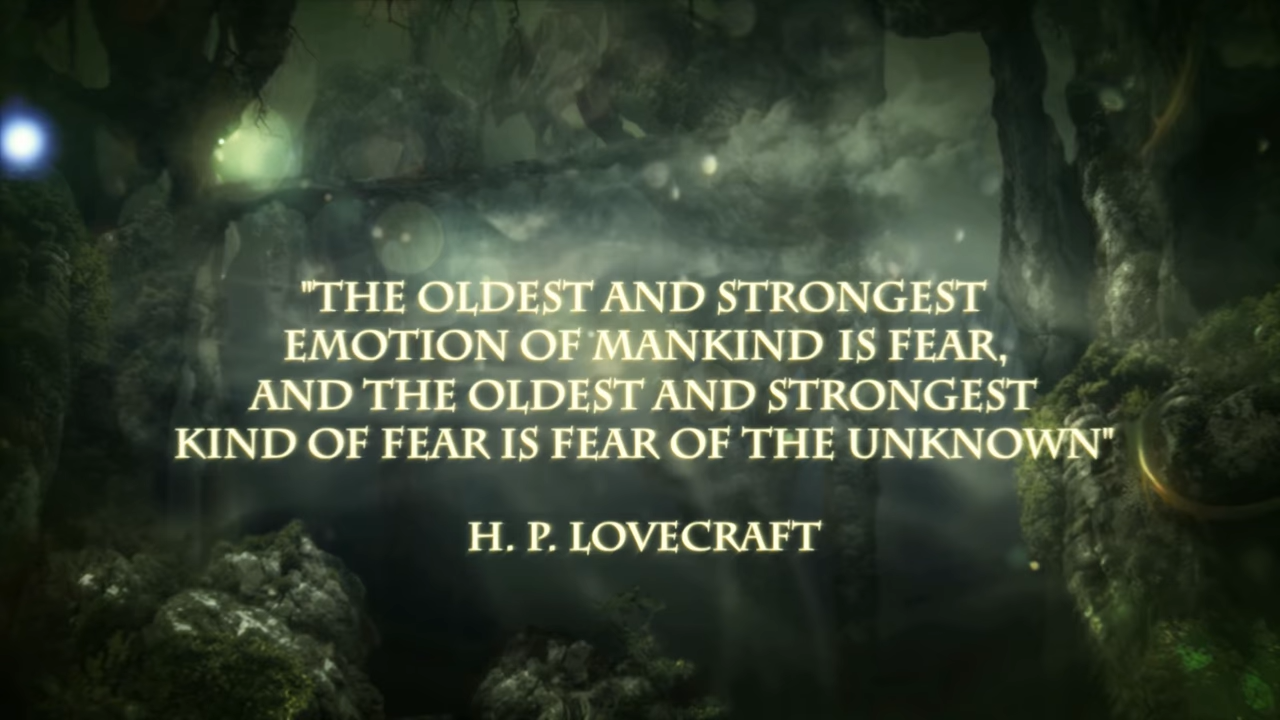 "THE OLDEST AND STRONGEST
EMOTION OF MANKIND IS FEAR,
AND THE OLDEST AND STRONGEST
KIND OF FEAR IS FEAR OF THE UNKNOWN"
H. P. LOVECRAFT